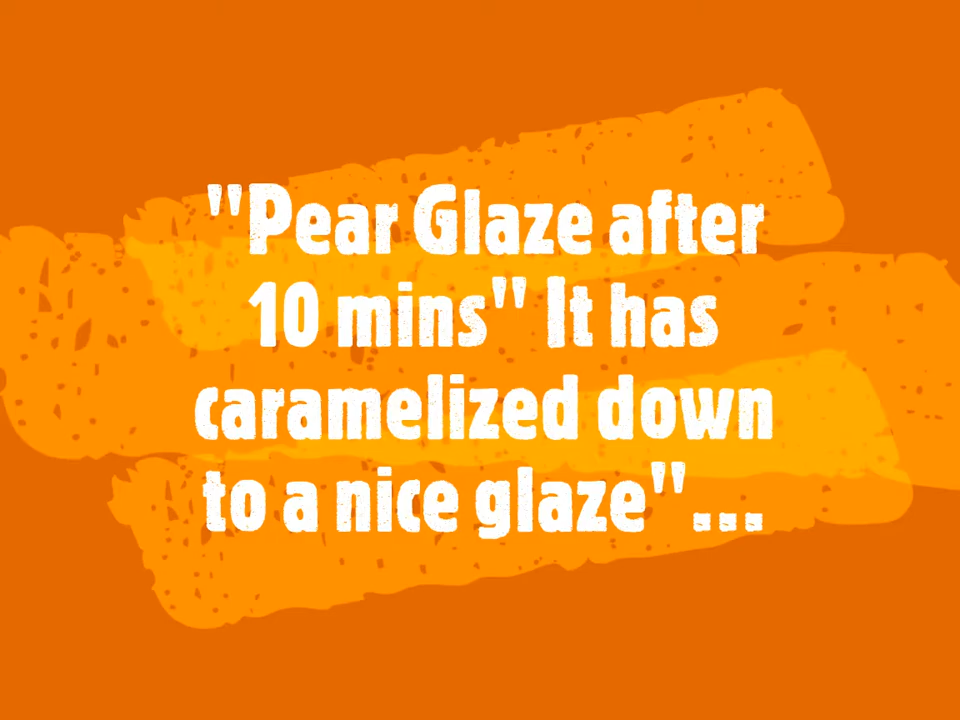 "Pear Glaze after
10 mins" It has
caramelized down
to a nice glaze"...